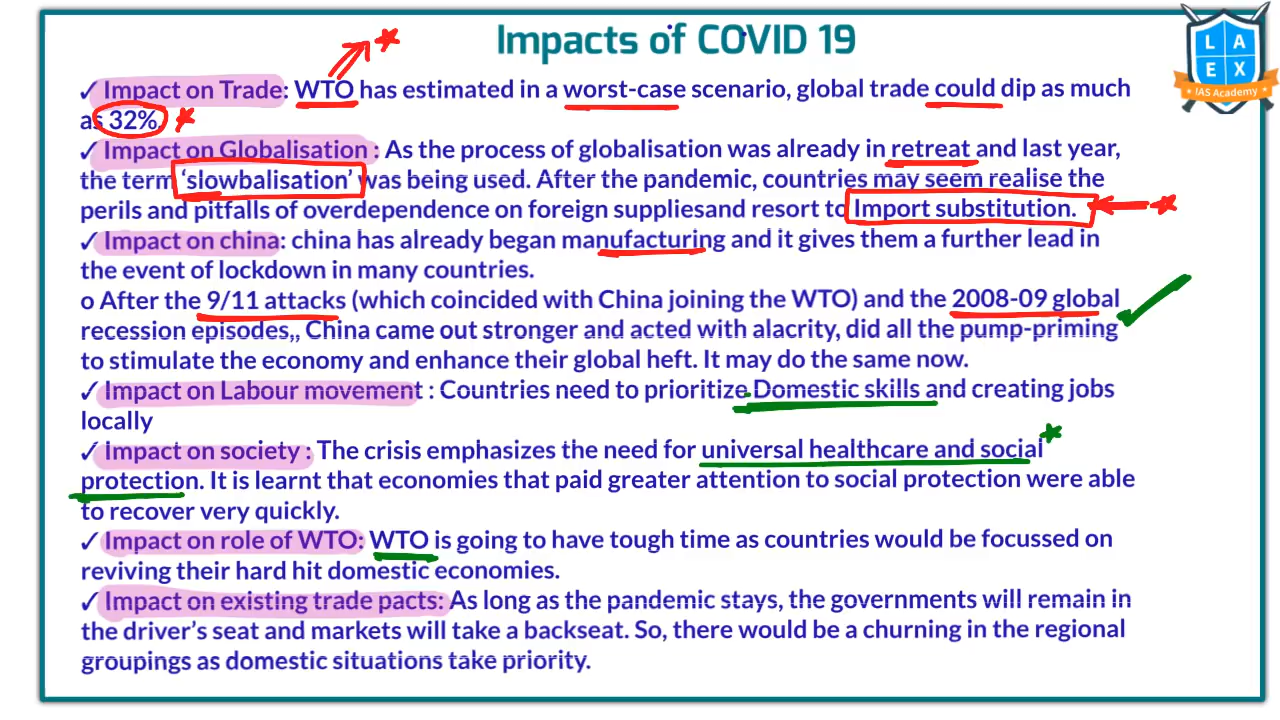 Impacts of COVID 19
L A
E X
IAS Academy
✓ Impact on Trade: WTO has estimated in a worst-case scenario, global trade could dip as much
as 32%.
✓ Impact on Globalisation : As the process of globalisation was already in retreat and last year,
the term ‘slowbalisation’ was being used. After the pandemic, countries may seem realise the
perils and pitfalls of overdependence on foreign suppliesand resort to Import substitution.
✓ Impact on china: china has already began manufacturing and it gives them a further lead in
the event of lockdown in many countries.
o After the 9/11 attacks (which coincided with China joining the WTO) and the 2008-09 global
recession episodes,, China came out stronger and acted with alacrity, did all the pump-priming
to stimulate the economy and enhance their global heft. It may do the same now.
✓ Impact on Labour movement : Countries need to prioritize Domestic skills and creating jobs
locally
✓ Impact on society : The crisis emphasizes the need for universal healthcare and social
protection. It is learnt that economies that paid greater attention to social protection were able
to recover very quickly.
✓ Impact on role of WTO: WTO is going to have tough time as countries would be focussed on
reviving their hard hit domestic economies.
✓ Impact on existing trade pacts: As long as the pandemic stays, the governments will remain in
the driver’s seat and markets will take a backseat. So, there would be a churning in the regional
groupings as domestic situations take priority.